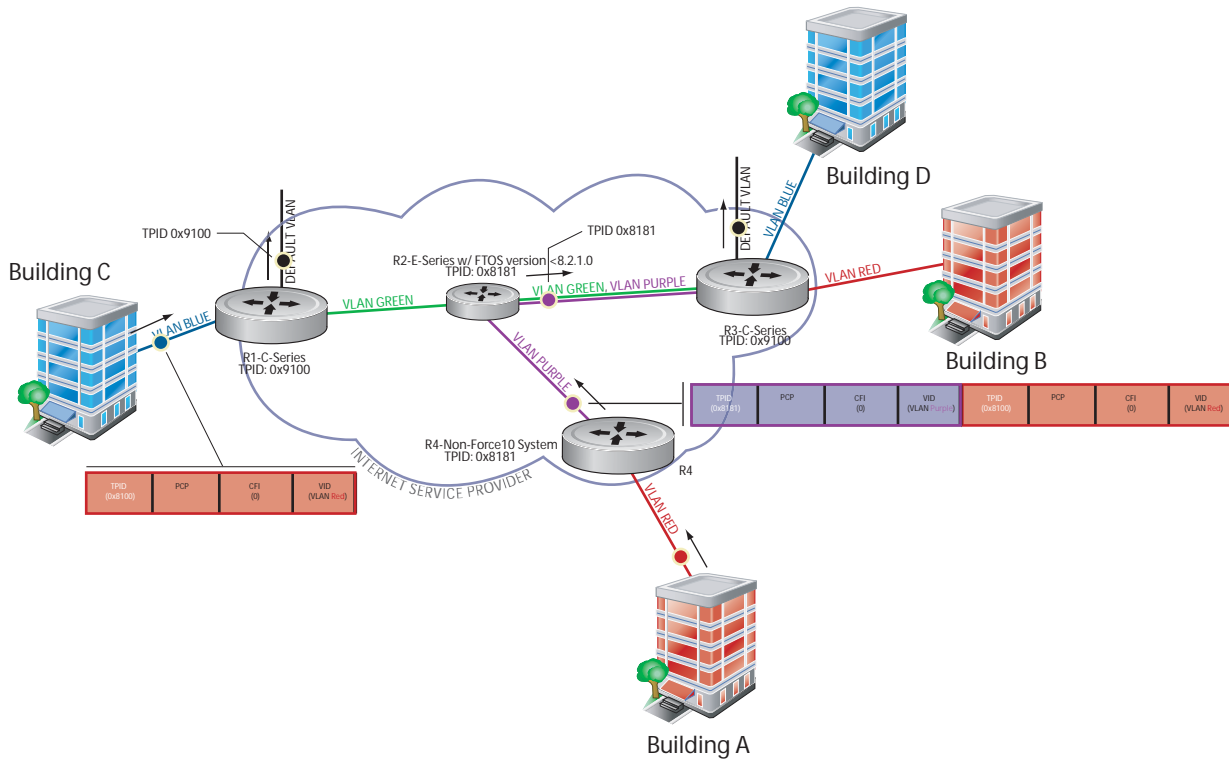 Building D
DEFAULT VLAN
DEFAULT VLAN
VLAN BLUE
TPID 0x9100
TPID 0x8181
Building C
R2-E-Series w/ FTOS version <8.2.1.0
TPID: 0x8181
VLAN RED
VLAN GREEN
VLAN GREEN, VLAN PURPLE
VLAN BLUE
R1-C-Series
TPID: 0x9100
R3-C-Series
TPID: 0x9100
Building B
VLAN PURPLE
TPID
(0x8181)
PCP
CFI
(0)
VID
(VLAN Purple)
TPID
(0x8100)
PCP
CFI
(0)
VID
(VLAN Red)
R4-Non-Force10 System
TPID: 0x8181
R4
INTERNET SERVICE PROVIDER
TPID
(0x8100)
PCP
CFI
(0)
VID
(VLAN Red)
VLAN RED
Building A